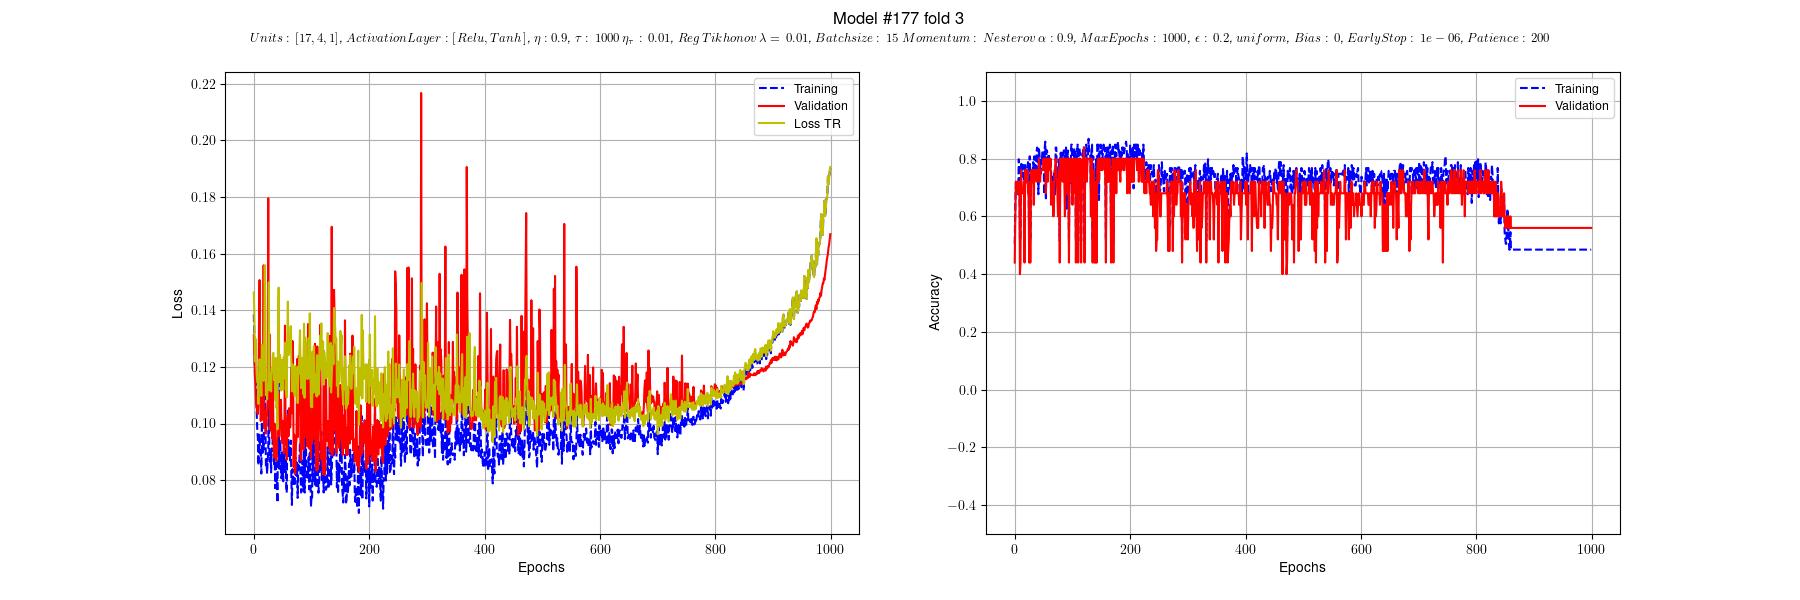 Model #177 fold 3
Units : [17, 4, 1], ActivationLayer : [Relu, Tanh], η : 0.9, τ : 1000 η_τ : 0.01, Reg Tikhonov λ = 0.01, Batchsize : 15 Momentum : Nesterov α : 0.9, MaxEpochs : 1000, ϵ : 0.2, uniform, Bias : 0, EarlyStop : 1e − 06, Patience : 200
Training
Validation
Loss TR
0.22
0.20
0.18
0.16
0.14
0.12
0.10
0.08
Loss
0 200 400 600 800 1000
Epochs
Training
Validation
1.0
0.8
0.6
0.4
0.2
0.0
−0.2
−0.4
Accuracy
0 200 400 600 800 1000
Epochs